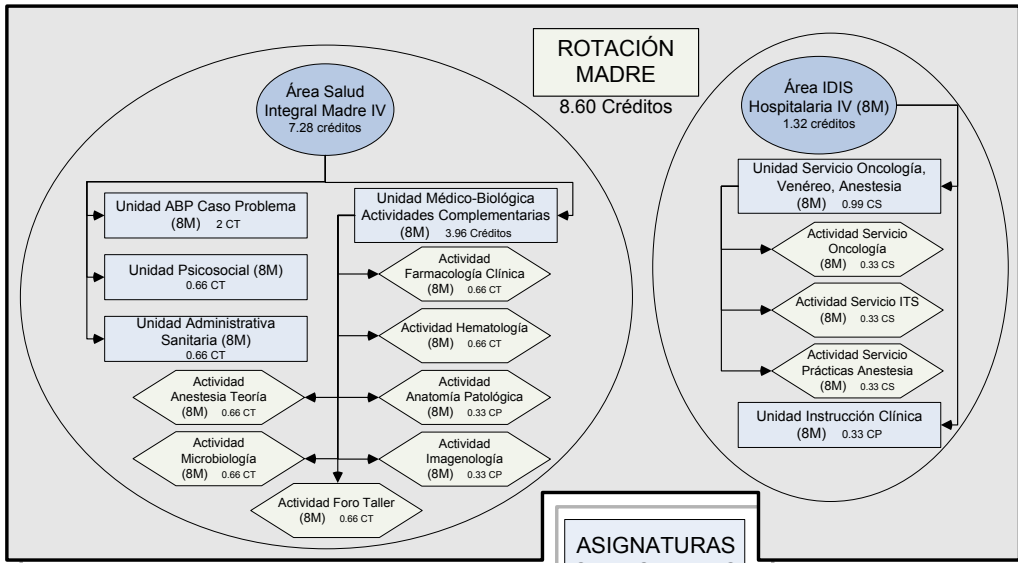 ROTACIÓN
MADRE
8.60 Créditos
Área Salud
Integral Madre IV
7.28 créditos
Unidad ABP Caso Problema
(8M) 2 CT
Unidad Psicosocial (8M)
0.66 CT
Unidad Administrativa
Sanitaria (8M)
0.66 CT
Unidad Médico-Biológica
Actividades Complementarias
(8M) 3.96 Créditos
Actividad
Farmacología Clínica
(8M) 0.66 CT
Actividad Hematología
(8M) 0.66 CT
Actividad
Anestesia Teoría
(8M) 0.66 CT
Actividad
Anatomía Patológica
(8M) 0.33 CP
Actividad
Microbiología
(8M) 0.66 CT
Actividad
Imagenología
(8M) 0.33 CP
Actividad Foro Taller
(8M) 0.66 CT
Área IDIS
Hospitalaria IV (8M)
1.32 créditos
Unidad Servicio Oncología,
Venéreo, Anestesia
(8M) 0.99 CS
Actividad Servicio
Oncología
(8M) 0.33 CS
Actividad Servicio ITS
(8M) 0.33 CS
Actividad Servicio
Prácticas Anestesia
(8M) 0.33 CS
Unidad Instrucción Clínica
(8M) 0.33 CP
ASIGNATURAS